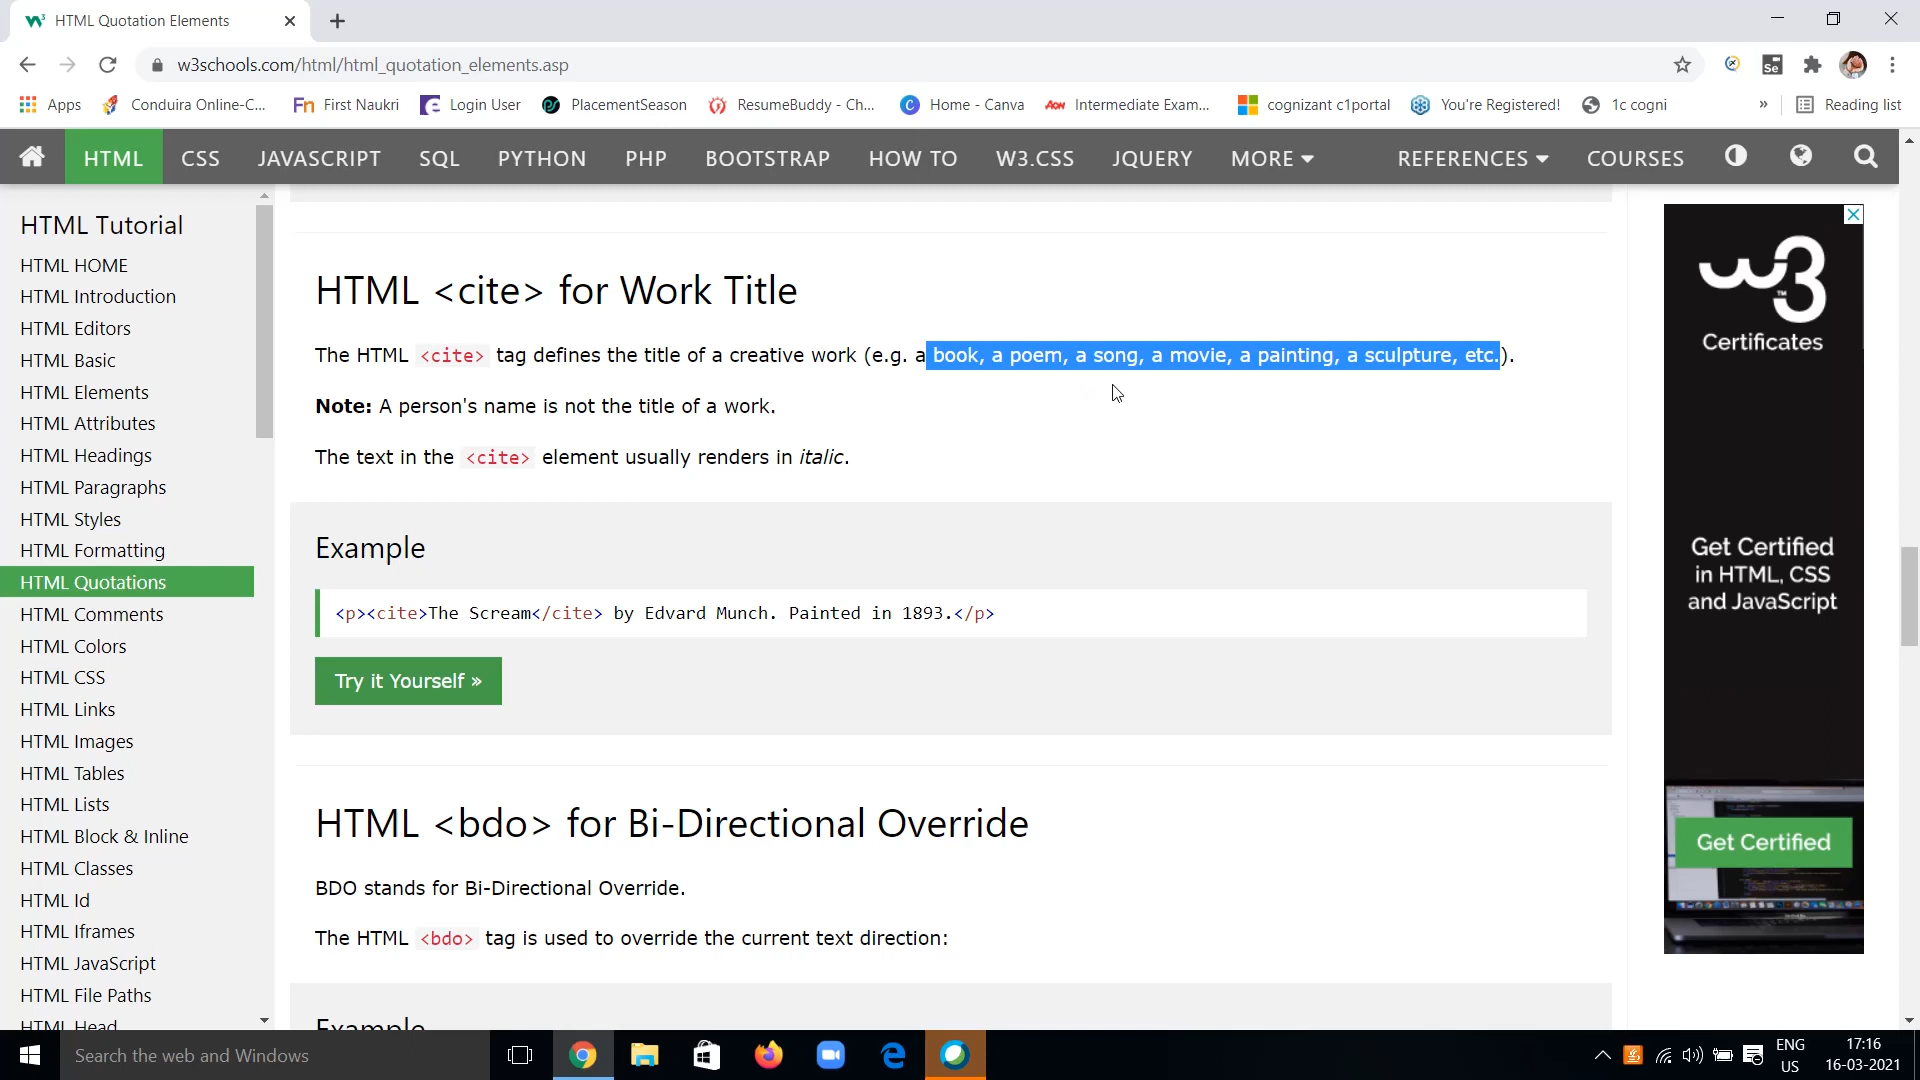 HTML Quotation Elements
w3schools.com/html/html_quotation_elements.asp
Se
Apps
Conduira Online-C...
Fn First Naukri
Login User
PlacementSeason
ResumeBuddy - Ch...
C Home - Canva
AON Intermediate Exam...
cognizant c1portal
You're Registered!
1c cogni
»
Reading list
HTML CSS JAVASCRIPT SQL PYTHON PHP BOOTSTRAP HOW TO W3.CSS JQUERY MORE REFERENCES COURSES
HTML Tutorial
HTML HOME
HTML Introduction
HTML Editors
HTML Basic
HTML Elements
HTML Attributes
HTML Headings
HTML Paragraphs
HTML Styles
HTML Formatting
HTML Quotations
HTML Comments
HTML Colors
HTML CSS
HTML Links
HTML Images
HTML Tables
HTML Lists
HTML Block & Inline
HTML Classes
HTML Id
HTML Iframes
HTML JavaScript
HTML File Paths
HTML Head
HTML <cite> for Work Title
The HTML <cite> tag defines the title of a creative work (e.g. a book, a poem, a song, a movie, a painting, a sculpture, etc.).
Note: A person's name is not the title of a work.
The text in the <cite> element usually renders in italic.
Example
<p><cite>The Scream</cite> by Edvard Munch. Painted in 1893.</p>
Try it Yourself »
HTML <bdo> for Bi-Directional Override
BDO stands for Bi-Directional Override.
The HTML <bdo> tag is used to override the current text direction:
Example
w3
TM
Certificates
Get Certified
in HTML, CSS
and JavaScript
Get Certified
Search the web and Windows
ENG
US
17:16
16-03-2021